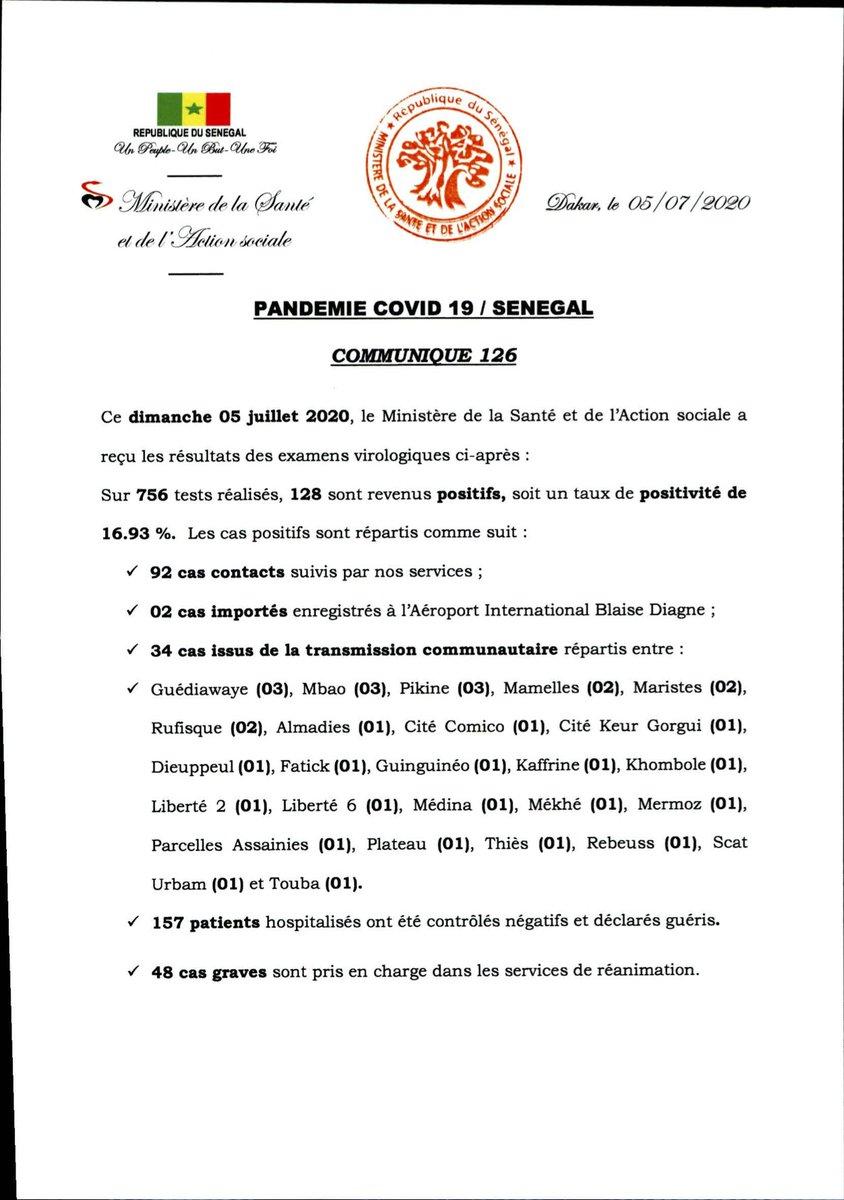 REPUBLIQUE DU SENEGAL
Un Peuple - Un But - Une Foi
Ministère de la Santé
et de l'Action sociale
★ République du Sénégal ★
MINISTERE DE LA SANTE ET DE L'ACTION SOCIALE
Dakar, le 05/07/2020
PANDEMIE COVID 19 / SENEGAL
COMMUNIQUE 126
Ce dimanche 05 juillet 2020, le Ministère de la Santé et de l'Action sociale a
reçu les résultats des examens virologiques ci-après :
Sur 756 tests réalisés, 128 sont revenus positifs, soit un taux de positivité de
16.93 %. Les cas positifs sont répartis comme suit :
✓ 92 cas contacts suivis par nos services ;
✓ 02 cas importés enregistrés à l'Aéroport International Blaise Diagne ;
✓ 34 cas issus de la transmission communautaire répartis entre :
✓ Guédiawaye (03), Mbao (03), Pikine (03), Mamelles (02), Maristes (02),
Rufisque (02), Almadies (01), Cité Comico (01), Cité Keur Gorgui (01),
Dieuppeul (01), Fatick (01), Guinguinéo (01), Kaffrine (01), Khombole (01),
Liberté 2 (01), Liberté 6 (01), Médina (01), Mékhé (01), Mermoz (01),
Parcelles Assainies (01), Plateau (01), Thiès (01), Rebeuss (01), Scat
Urbam (01) et Touba (01).
✓ 157 patients hospitalisés ont été contrôlés négatifs et déclarés guéris.
✓ 48 cas graves sont pris en charge dans les services de réanimation.